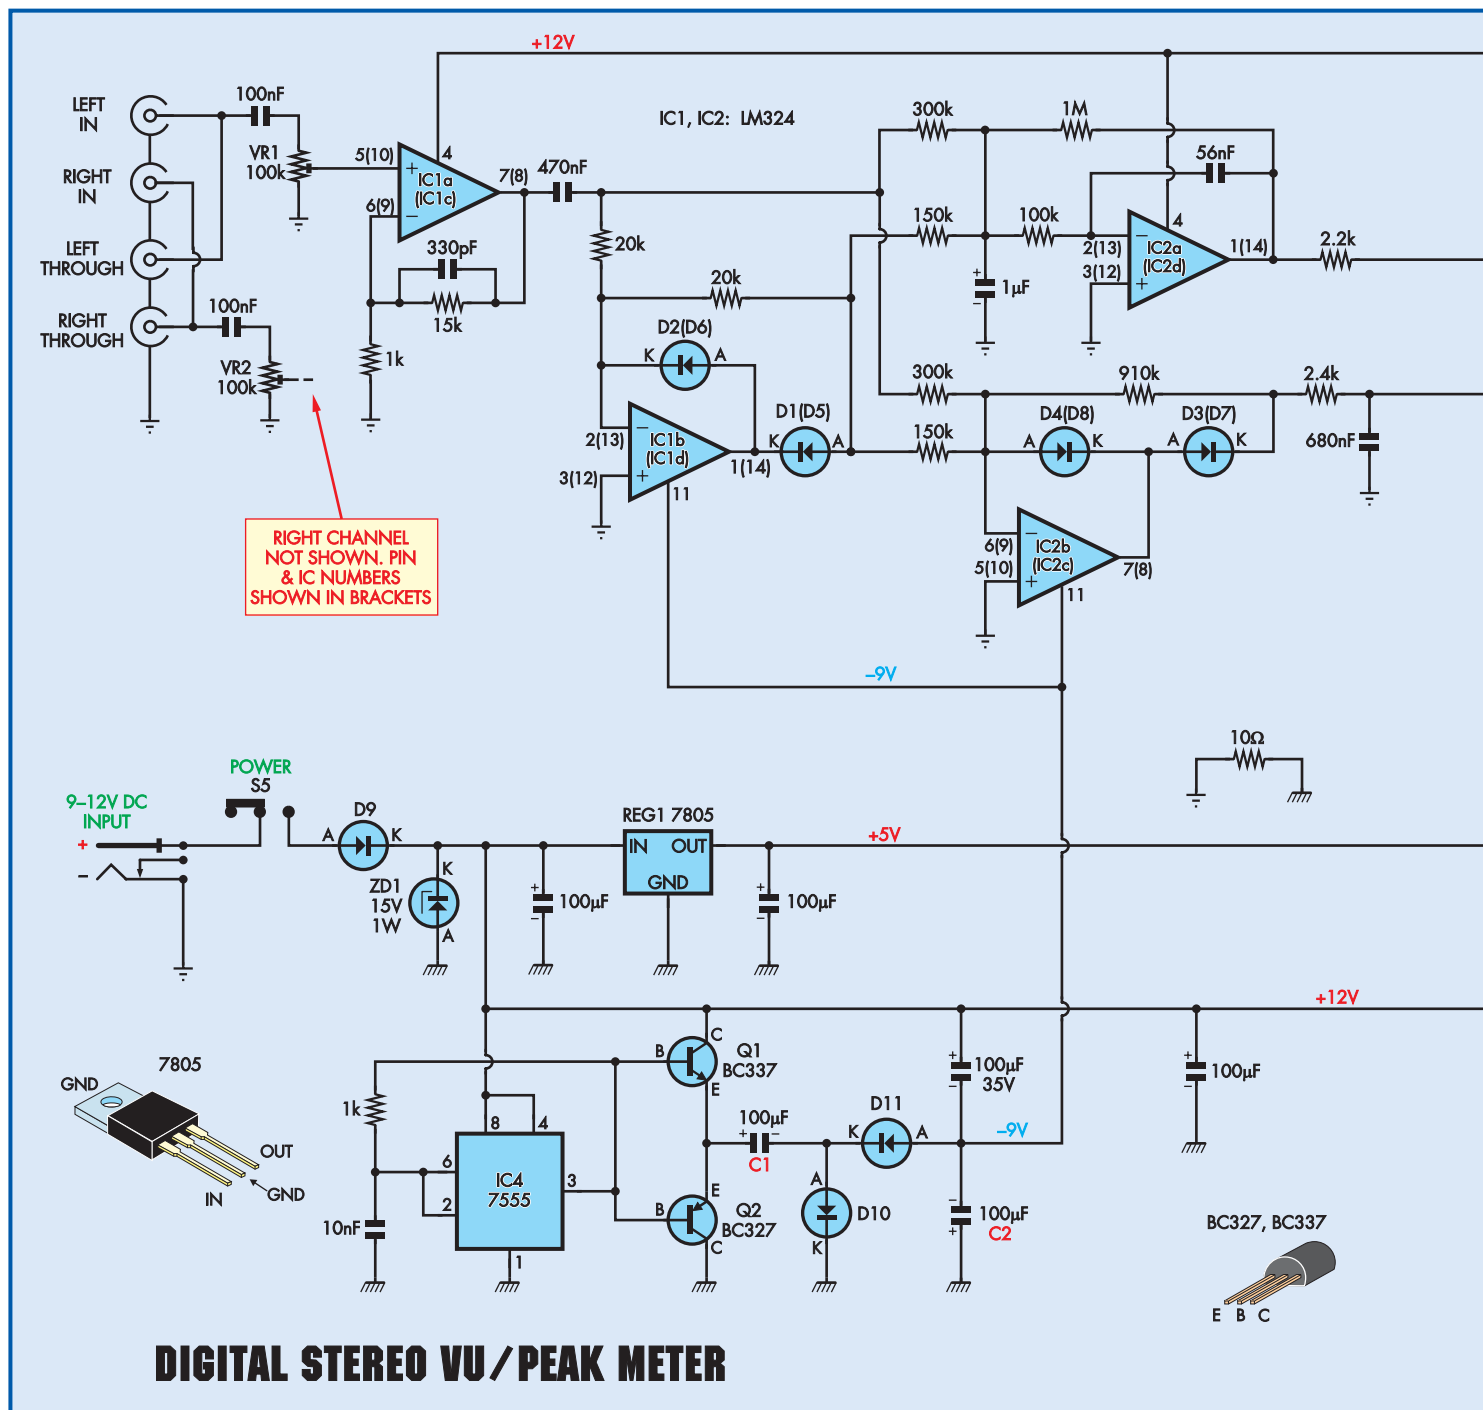 +12V
LEFT
IN
RIGHT
IN
LEFT
THROUGH
RIGHT
THROUGH
100nF
VR1
100k
100nF
VR2
100k
5(10)
6(9)
+
−
4
IC1a
(IC1c)
7(8)
470nF
330pF
15k
1k
IC1, IC2: LM324
20k
20k
K
D2(D6)
A
2(13)
3(12)
−
+
IC1b
(IC1d)
11
1(14)
D1(D5)
K
A
300k
150k
1M
56nF
100k
+
−
1µF
2(13)
3(12)
−
+
4
IC2a
(IC2d)
1(14)
2.2k
300k
150k
910k
2.4k
D4(D8)
A
K
D3(D7)
A
K
680nF
6(9)
5(10)
−
+
IC2b
(IC2c)
7(8)
11
–9V
RIGHT CHANNEL
NOT SHOWN. PIN
& IC NUMBERS
SHOWN IN BRACKETS
10Ω
POWER
S5
9–12V DC
INPUT
+
−
D9
A
K
ZD1
15V
1W
K
A
+
−
100µF
REG1 7805
IN
OUT
GND
+5V
+
−
100µF
+12V
7805
GND
OUT
GND
IN
1k
10nF
8
4
6
2
3
1
IC4
7555
B
C
E
Q1
BC337
B
E
C
Q2
BC327
100µF
+
−
C1
D11
K
A
A
K
D10
+
−
100µF
35V
–9V
−
+
100µF
C2
+
−
100µF
BC327, BC337
E
B
C
DIGITAL STEREO VU/PEAK METER